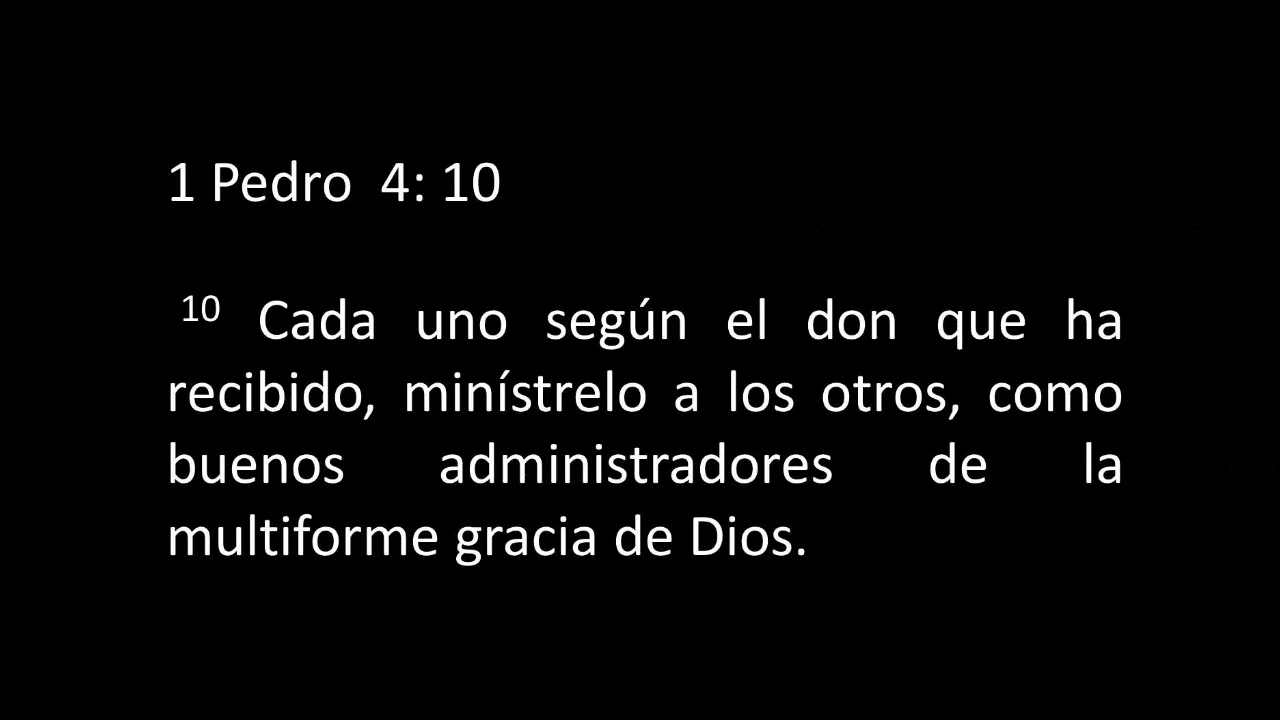 1 Pedro 4: 10
10 Cada uno según el don que ha
recibido, minístrelo a los otros, como
buenos administradores de la
multiforme gracia de Dios.